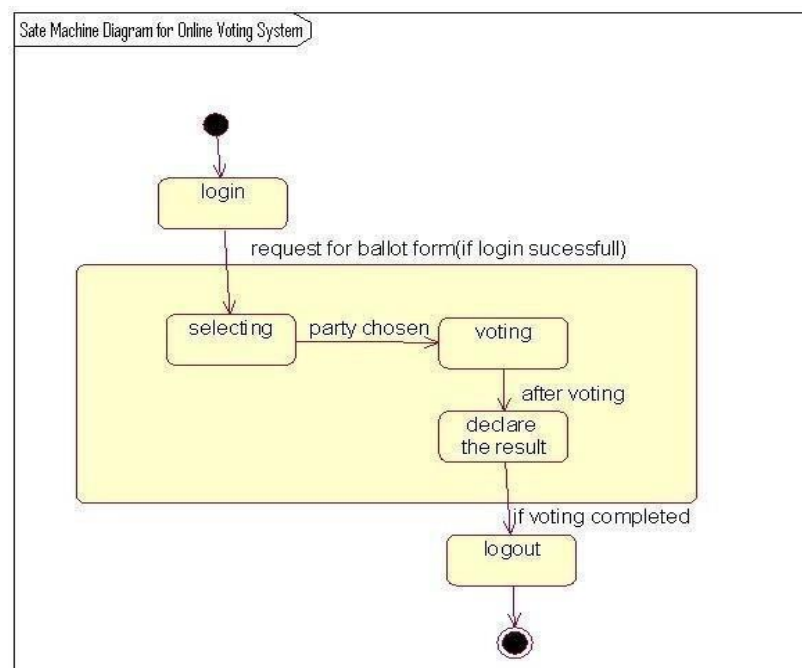 Sate Machine Diagram for Online Voting System
login
request for ballot form(if login sucessfull)
selecting
party chosen
voting
after voting
declare
the result
if voting completed
logout